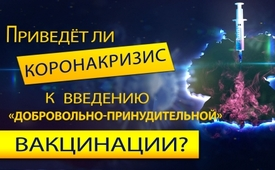 Приведёт ли
коронакризис
к введению
«добровольно-принудительной»
вакцинации?